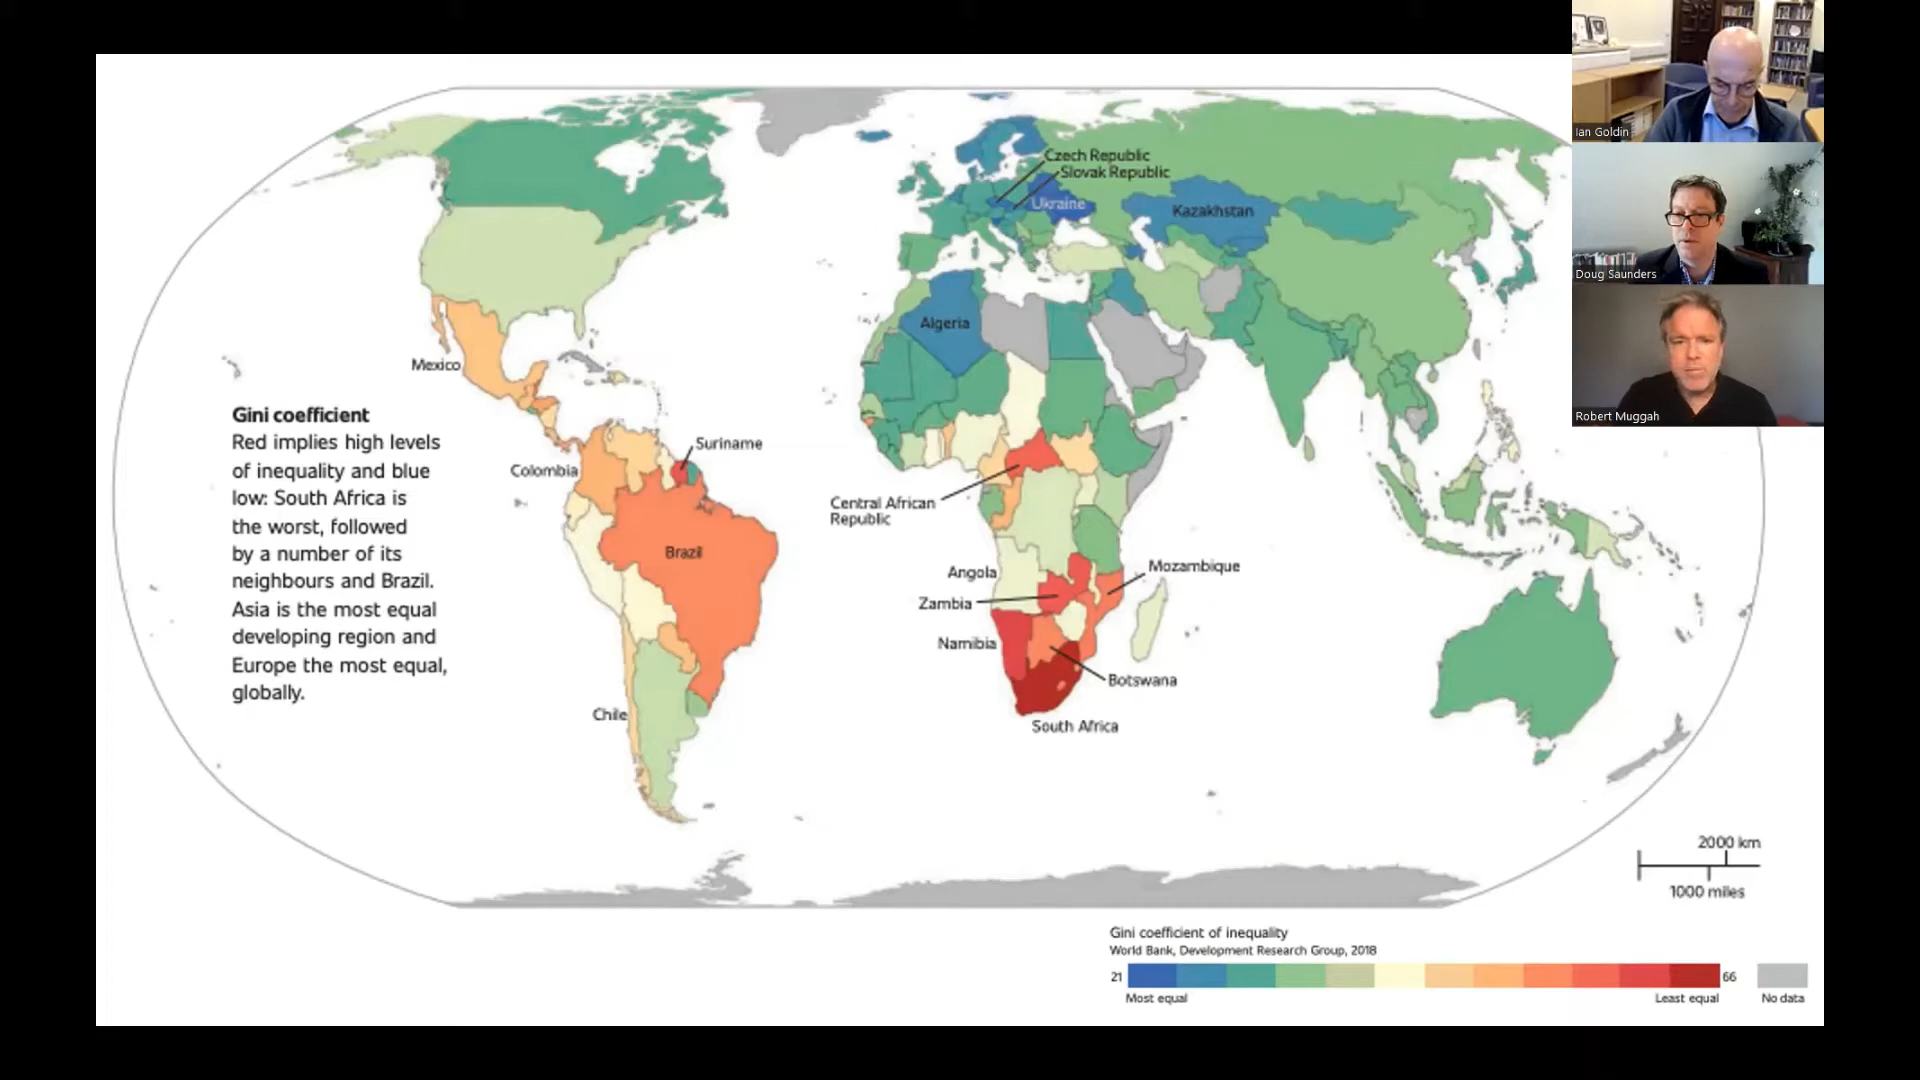 Ian Goldin
Doug Saunders
Robert Muggah
Czech Republic
Slovak Republic
Ukraine
Kazakhstan
Algeria
Mexico
Gini coefficient
Red implies high levels
of inequality and blue
low: South Africa is
the worst, followed
by a number of its
neighbours and Brazil.
Asia is the most equal
developing region and
Europe the most equal,
globally.
Suriname
Colombia
Central African
Republic
Brazil
Angola
Mozambique
Zambia
Namibia
Botswana
Chile
South Africa
2000 km
1000 miles
Gini coefficient of inequality
World Bank, Development Research Group, 2018
21
66
Most equal
Least equal
No data